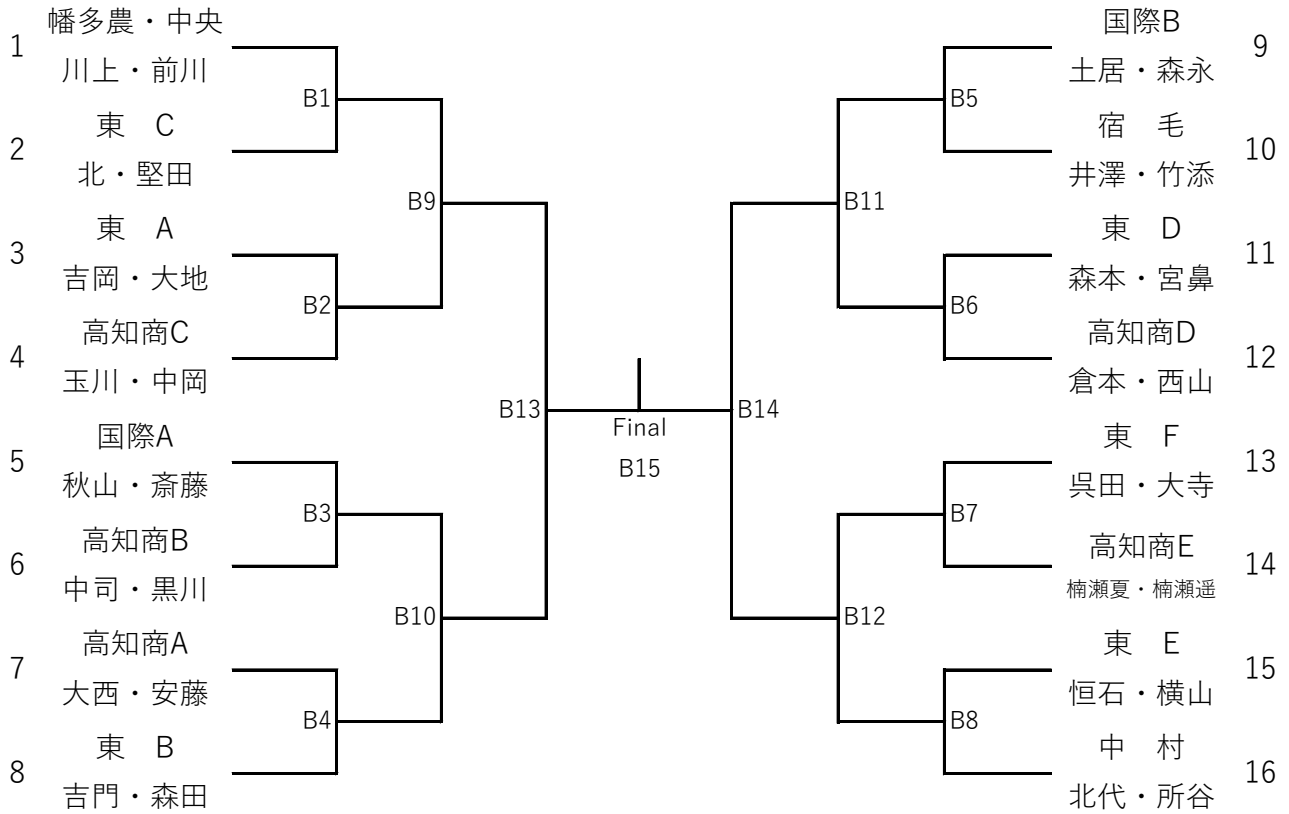 1
幡多農・中央
川上・前川
2
東　C
北・堅田
3
東　A
吉岡・大地
4
高知商C
玉川・中岡
5
国際A
秋山・斎藤
6
高知商B
中司・黒川
7
高知商A
大西・安藤
8
東　B
吉門・森田
B1
B2
B3
B4
B9
B10
B13
Final
B15
B14
B11
B12
B5
B6
B7
B8
国際B
土居・森永
9
宿　毛
井澤・竹添
10
東　D
森本・宮鼻
11
高知商D
倉本・西山
12
東　F
呉田・大寺
13
高知商E
楠瀬夏・楠瀬遥
14
東　E
恒石・横山
15
中　村
北代・所谷
16